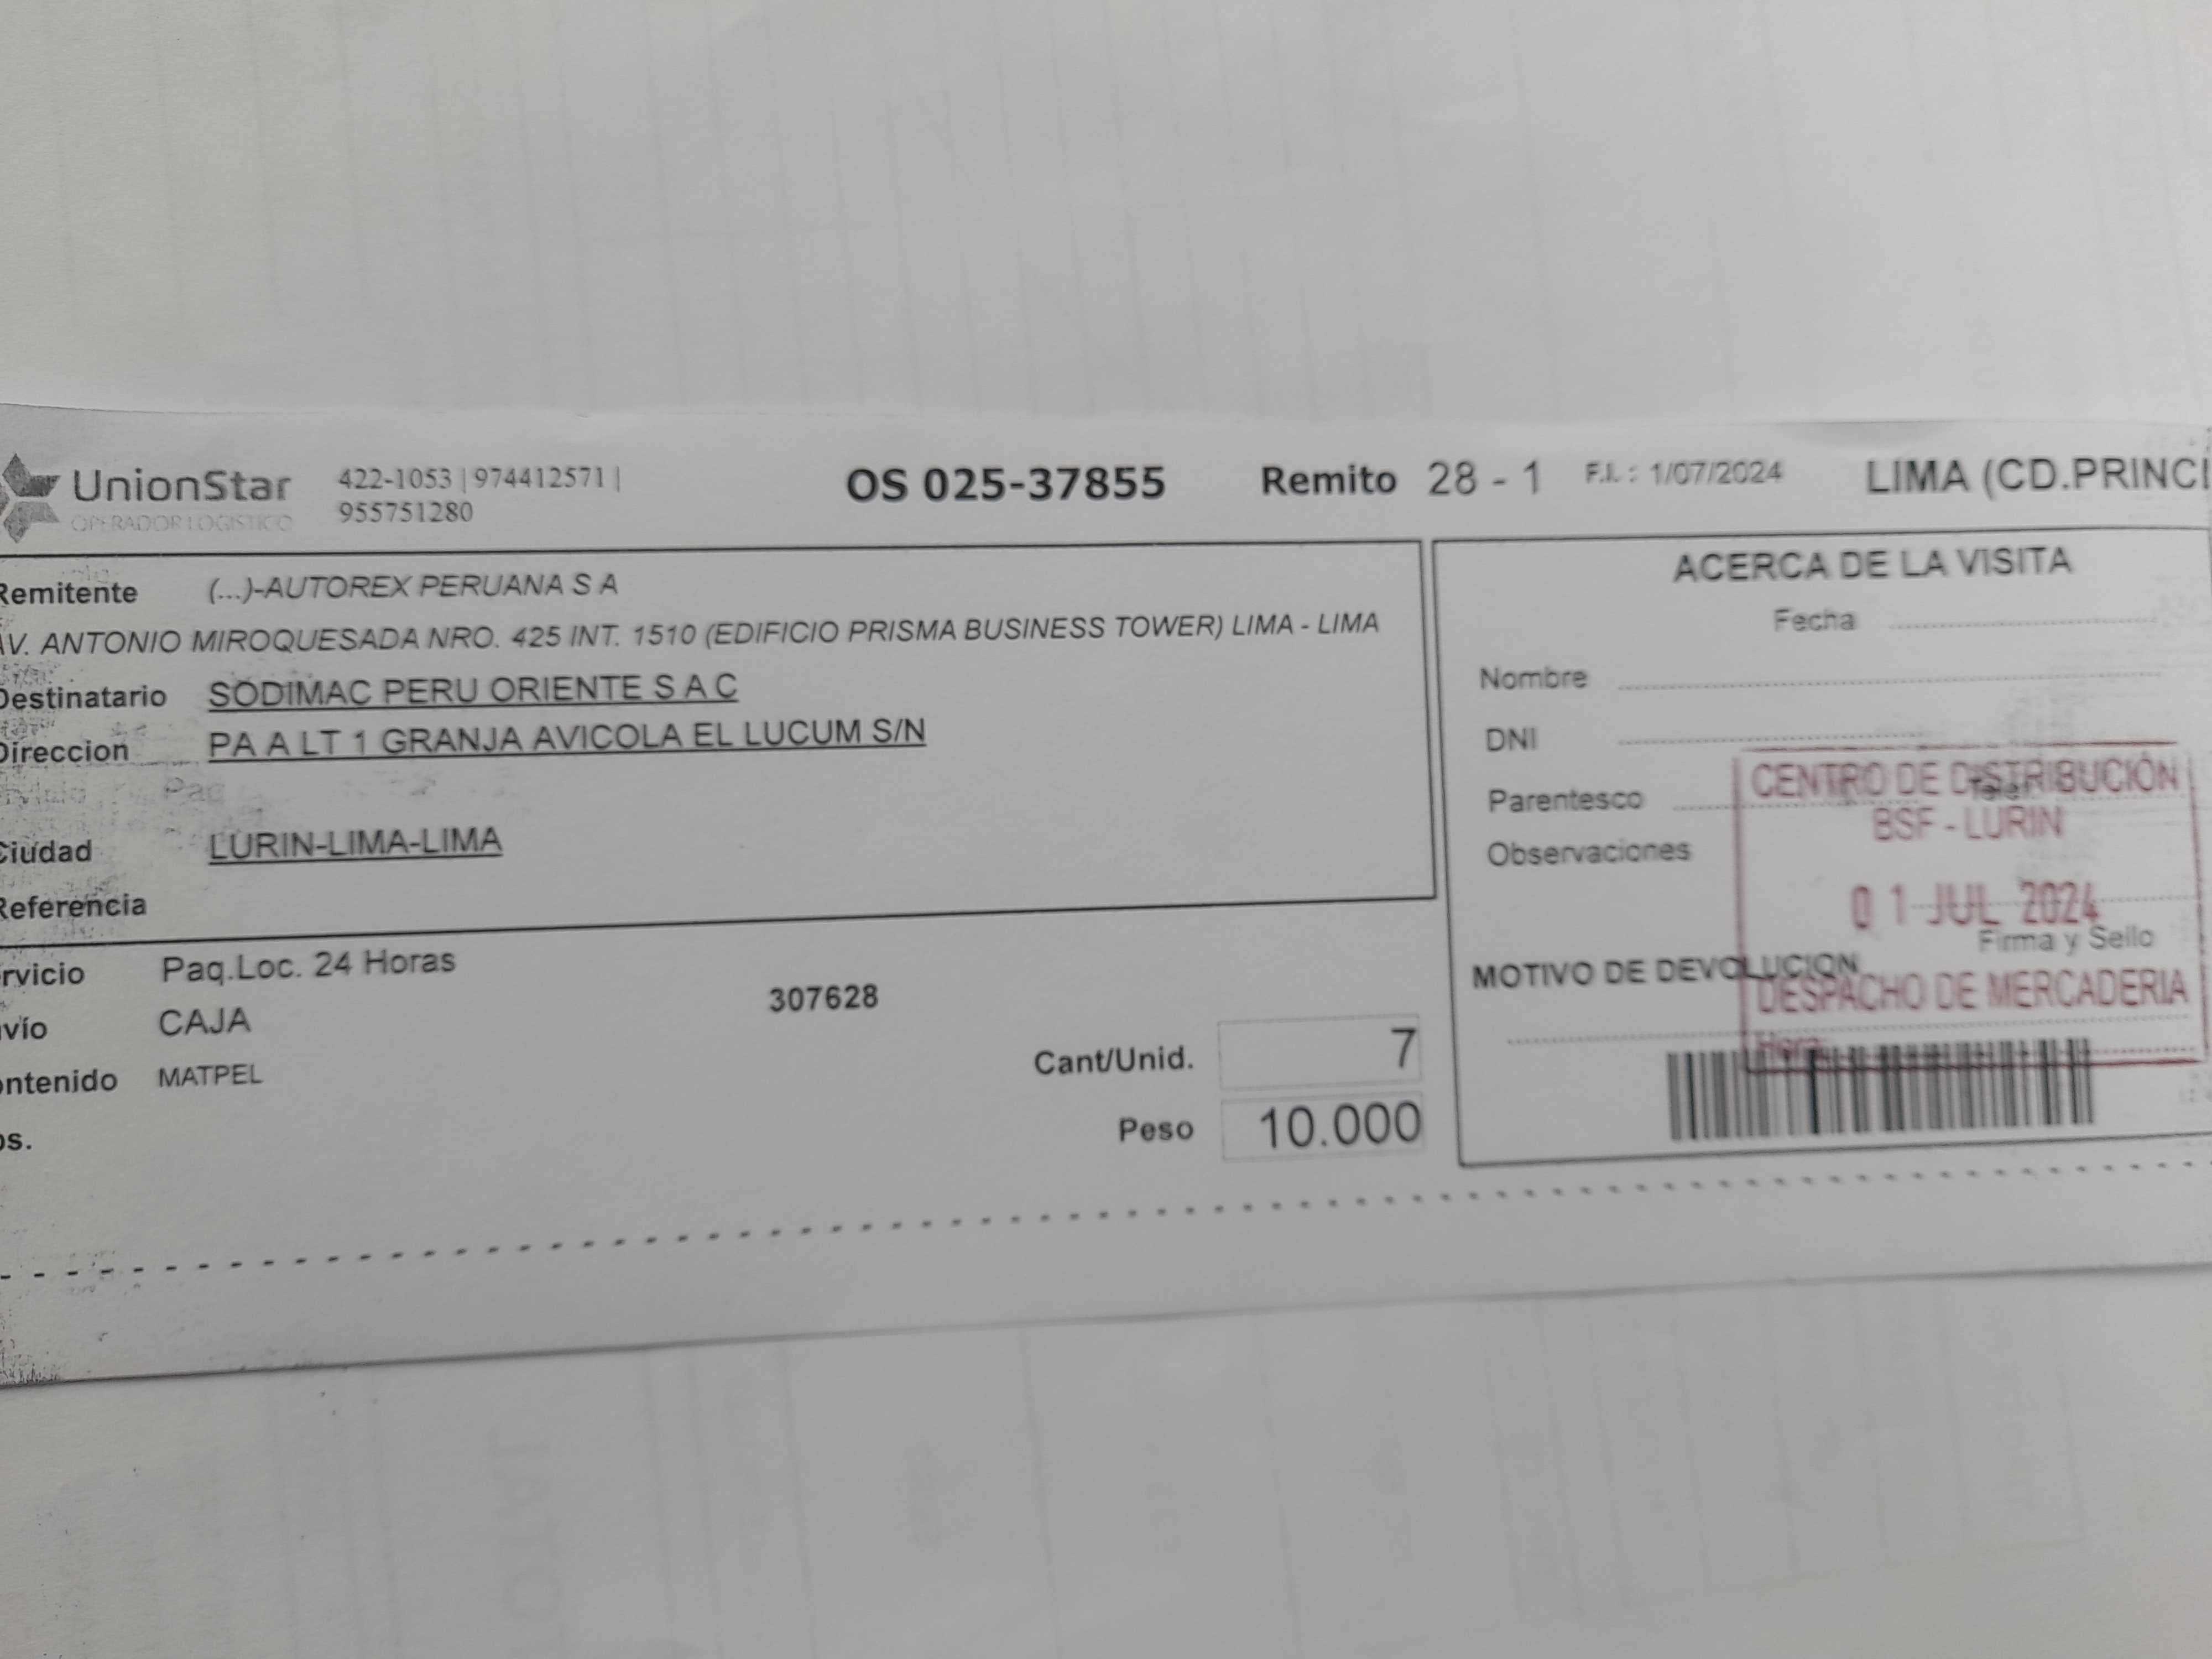 UnionStar
OPERADOR LOGISTICO
422-1053 | 974412571 |
955751280
OS 025-37855 Remito 28 - 1 F.I. : 1/07/2024 LIMA (CD.PRINCI
Remitente (...)-AUTOREX PERUANA S A
AV. ANTONIO MIROQUESADA NRO. 425 INT. 1510 (EDIFICIO PRISMA BUSINESS TOWER) LIMA - LIMA
Destinatario SODIMAC PERU ORIENTE S A C
Direccion PA A LT 1 GRANJA AVICOLA EL LUCUM S/N
Ciudad LURIN-LIMA-LIMA
Referencia
rvicio Paq.Loc. 24 Horas
307628
vío CAJA
ontenido MATPEL
Cant/Unid. 7
Peso 10.000
os.
ACERCA DE LA VISITA
Fecha
Nombre
DNI
Parentesco
Observaciones
Firma y Sello
MOTIVO DE DEVOLUCION
CENTRO DE DISTRIBUCIÓN
BSF - LURIN
01 JUL 2024
DESPACHO DE MERCADERIA
Hora: